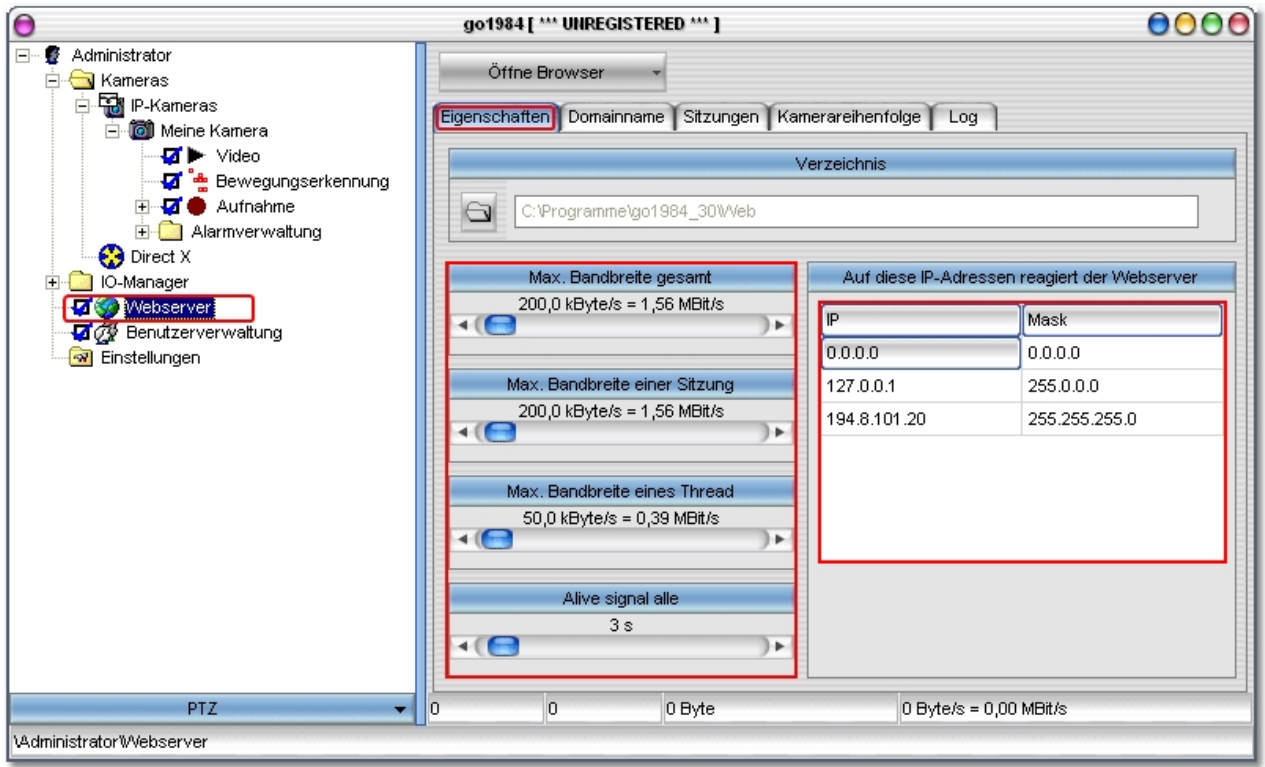 go1984 [ *** UNREGISTERED *** ]
Administrator
Kameras
IP-Kameras
Meine Kamera
Video
Bewegungserkennung
Aufnahme
Alarmverwaltung
Direct X
IO-Manager
Webserver
Benutzerverwaltung
Einstellungen
PTZ
Öffne Browser
Eigenschaften Domainname Sitzungen Kamerareihenfolge Log
Verzeichnis
C:\Programme\go1984_30\Web
Max. Bandbreite gesamt
200,0 kByte/s = 1,56 MBit/s
Max. Bandbreite einer Sitzung
200,0 kByte/s = 1,56 MBit/s
Max. Bandbreite eines Thread
50,0 kByte/s = 0,39 MBit/s
Alive signal alle
3 s
Auf diese IP-Adressen reagiert der Webserver
IP Mask
0.0.0.0 0.0.0.0
127.0.0.1 255.0.0.0
194.8.101.20 255.255.255.0
0 0 0 Byte 0 Byte/s = 0,00 MBit/s
\Administrator\Webserver